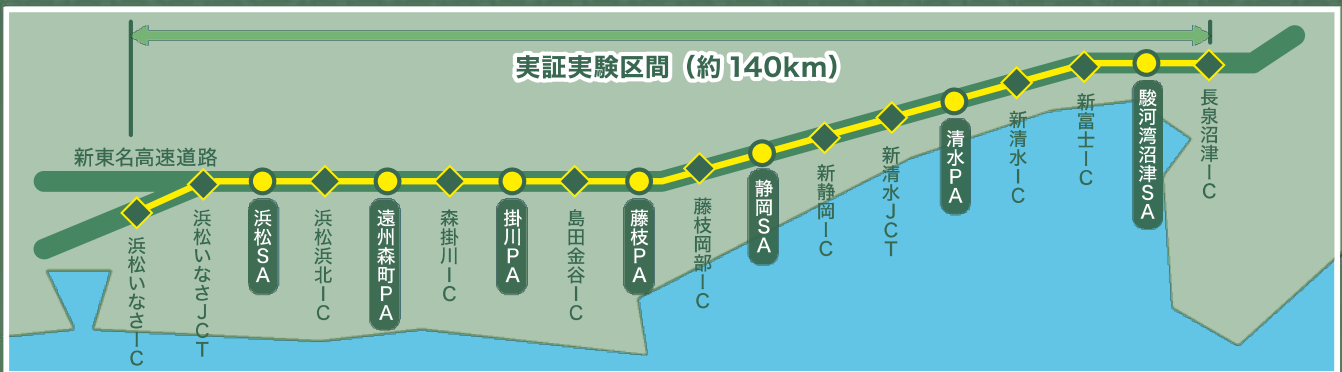 実証実験区間（約140km）
新東名高速道路
浜松いなさIC
浜松いなさJCT
浜松SA
浜松浜北IC
遠州森町PA
森掛川IC
掛川PA
島田金谷IC
藤枝PA
藤枝岡部IC
静岡SA
新静岡IC
新清水JCT
清水PA
新清水IC
新富士IC
駿河湾沼津SA
長泉沼津IC